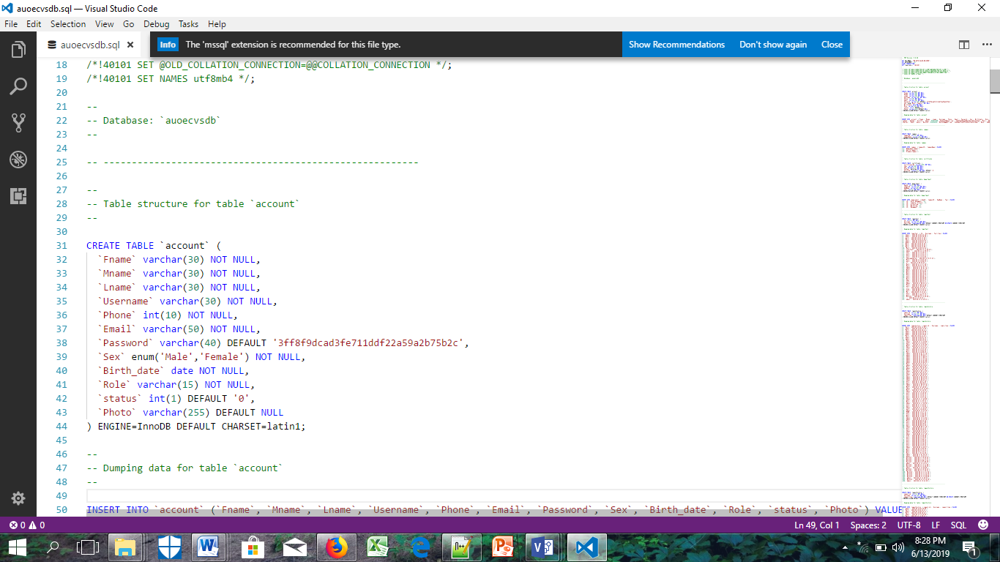 auoecvsdb.sql — Visual Studio Code
File Edit Selection View Go Debug Tasks Help
auoecvsdb.sql
Info The 'mssql' extension is recommended for this file type. Show Recommendations Don't show again Close
18 /*!40101 SET @OLD_COLLATION_CONNECTION=@@COLLATION_CONNECTION */;
19 /*!40101 SET NAMES utf8mb4 */;
20
21 --
22 -- Database: `auoecvsdb`
23 --
24
25 -- --------------------------------------------------------
26
27 --
28 -- Table structure for table `account`
29 --
30
31 CREATE TABLE `account` (
32 `Fname` varchar(30) NOT NULL,
33 `Mname` varchar(30) NOT NULL,
34 `Lname` varchar(30) NOT NULL,
35 `Username` varchar(30) NOT NULL,
36 `Phone` int(10) NOT NULL,
37 `Email` varchar(50) NOT NULL,
38 `Password` varchar(40) DEFAULT '3ff8f9dcad3fe711ddf22a59a2b75b2c',
39 `Sex` enum('Male','Female') NOT NULL,
40 `Birth_date` date NOT NULL,
41 `Role` varchar(15) NOT NULL,
42 `status` int(1) DEFAULT '0',
43 `Photo` varchar(255) DEFAULT NULL
44 ) ENGINE=InnoDB DEFAULT CHARSET=latin1;
45
46 --
47 -- Dumping data for table `account`
48 --
49
50 INSERT INTO `account` (`Fname`, `Mname`, `Lname`, `Username`, `Phone`, `Email`, `Password`, `Sex`, `Birth_date`, `Role`, `status`, `Photo`) VALUE
0 0 Ln 49, Col 1 Spaces: 2 UTF-8 LF SQL
8:28 PM
6/13/2019
1